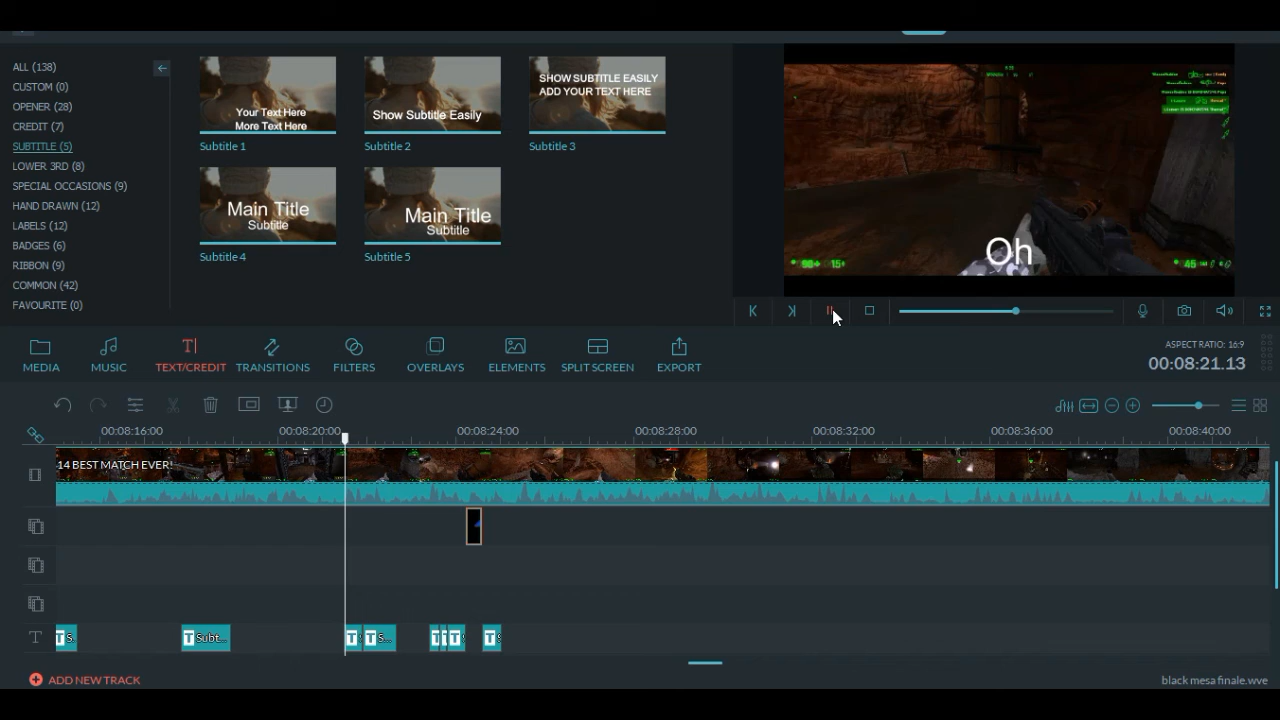 ALL (138)
CUSTOM (0)
OPENER (28)
CREDIT (7)
SUBTITLE (5)
LOWER 3RD (8)
SPECIAL OCCASIONS (9)
HAND DRAWN (12)
LABELS (12)
BADGES (6)
RIBBON (9)
COMMON (42)
FAVOURITE (0)
Your Text Here
More Text Here
Subtitle 1
Show Subtitle Easily
Subtitle 2
SHOW SUBTITLE EASILY
ADD YOUR TEXT HERE
Subtitle 3
Main Title
Subtitle
Subtitle 4
Main Title
Subtitle
Subtitle 5
Oh
MEDIA
MUSIC
TEXT/CREDIT
TRANSITIONS
FILTERS
OVERLAYS
ELEMENTS
SPLIT SCREEN
EXPORT
ASPECT RATIO: 16:9
00:08:21.13
00:08:16:00
00:08:20:00
00:08:24:00
00:08:28:00
00:08:32:00
00:08:36:00
00:08:40:00
14 BEST MATCH EVER!
T S.
T Subt...
T
T S...
T
T
T
T
ADD NEW TRACK
black mesa finale.wve